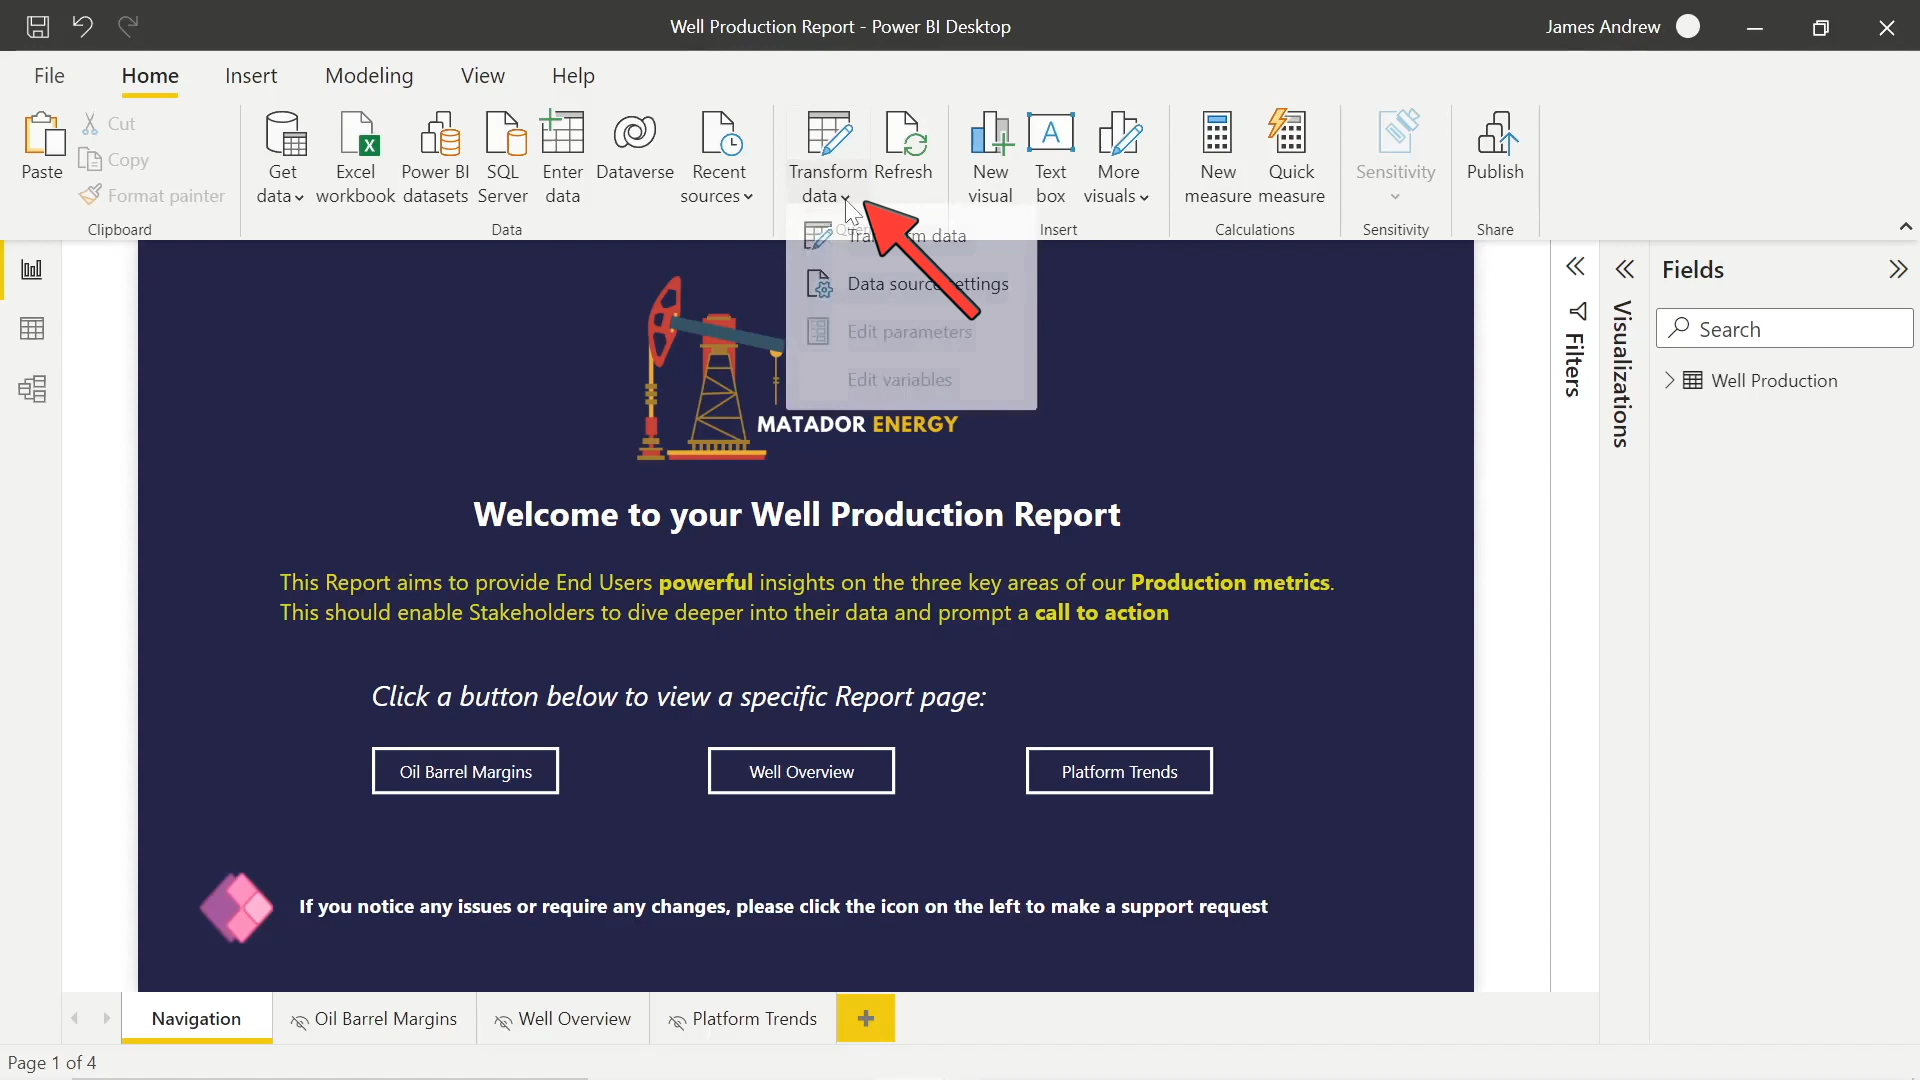 Well Production Report - Power BI Desktop
James Andrew
File Home Insert Modeling View Help
Paste
Cut
Copy
Format painter
Clipboard
Get data
Excel workbook
Power BI datasets
SQL Server
Enter data
Dataverse
Recent sources
Data
Transform data
Refresh
New visual
Text box
More visuals
Insert
New measure
Quick measure
Calculations
Sensitivity
Sensitivity
Publish
Share
data
Data source settings
Edit parameters
Edit variables
MATADOR ENERGY
Welcome to your Well Production Report
This Report aims to provide End Users powerful insights on the three key areas of our Production metrics.
This should enable Stakeholders to dive deeper into their data and prompt a call to action
Click a button below to view a specific Report page:
Oil Barrel Margins
Well Overview
Platform Trends
If you notice any issues or require any changes, please click the icon on the left to make a support request
Filters
Visualizations
Fields
Search
Well Production
Navigation
Oil Barrel Margins
Well Overview
Platform Trends
Page 1 of 4